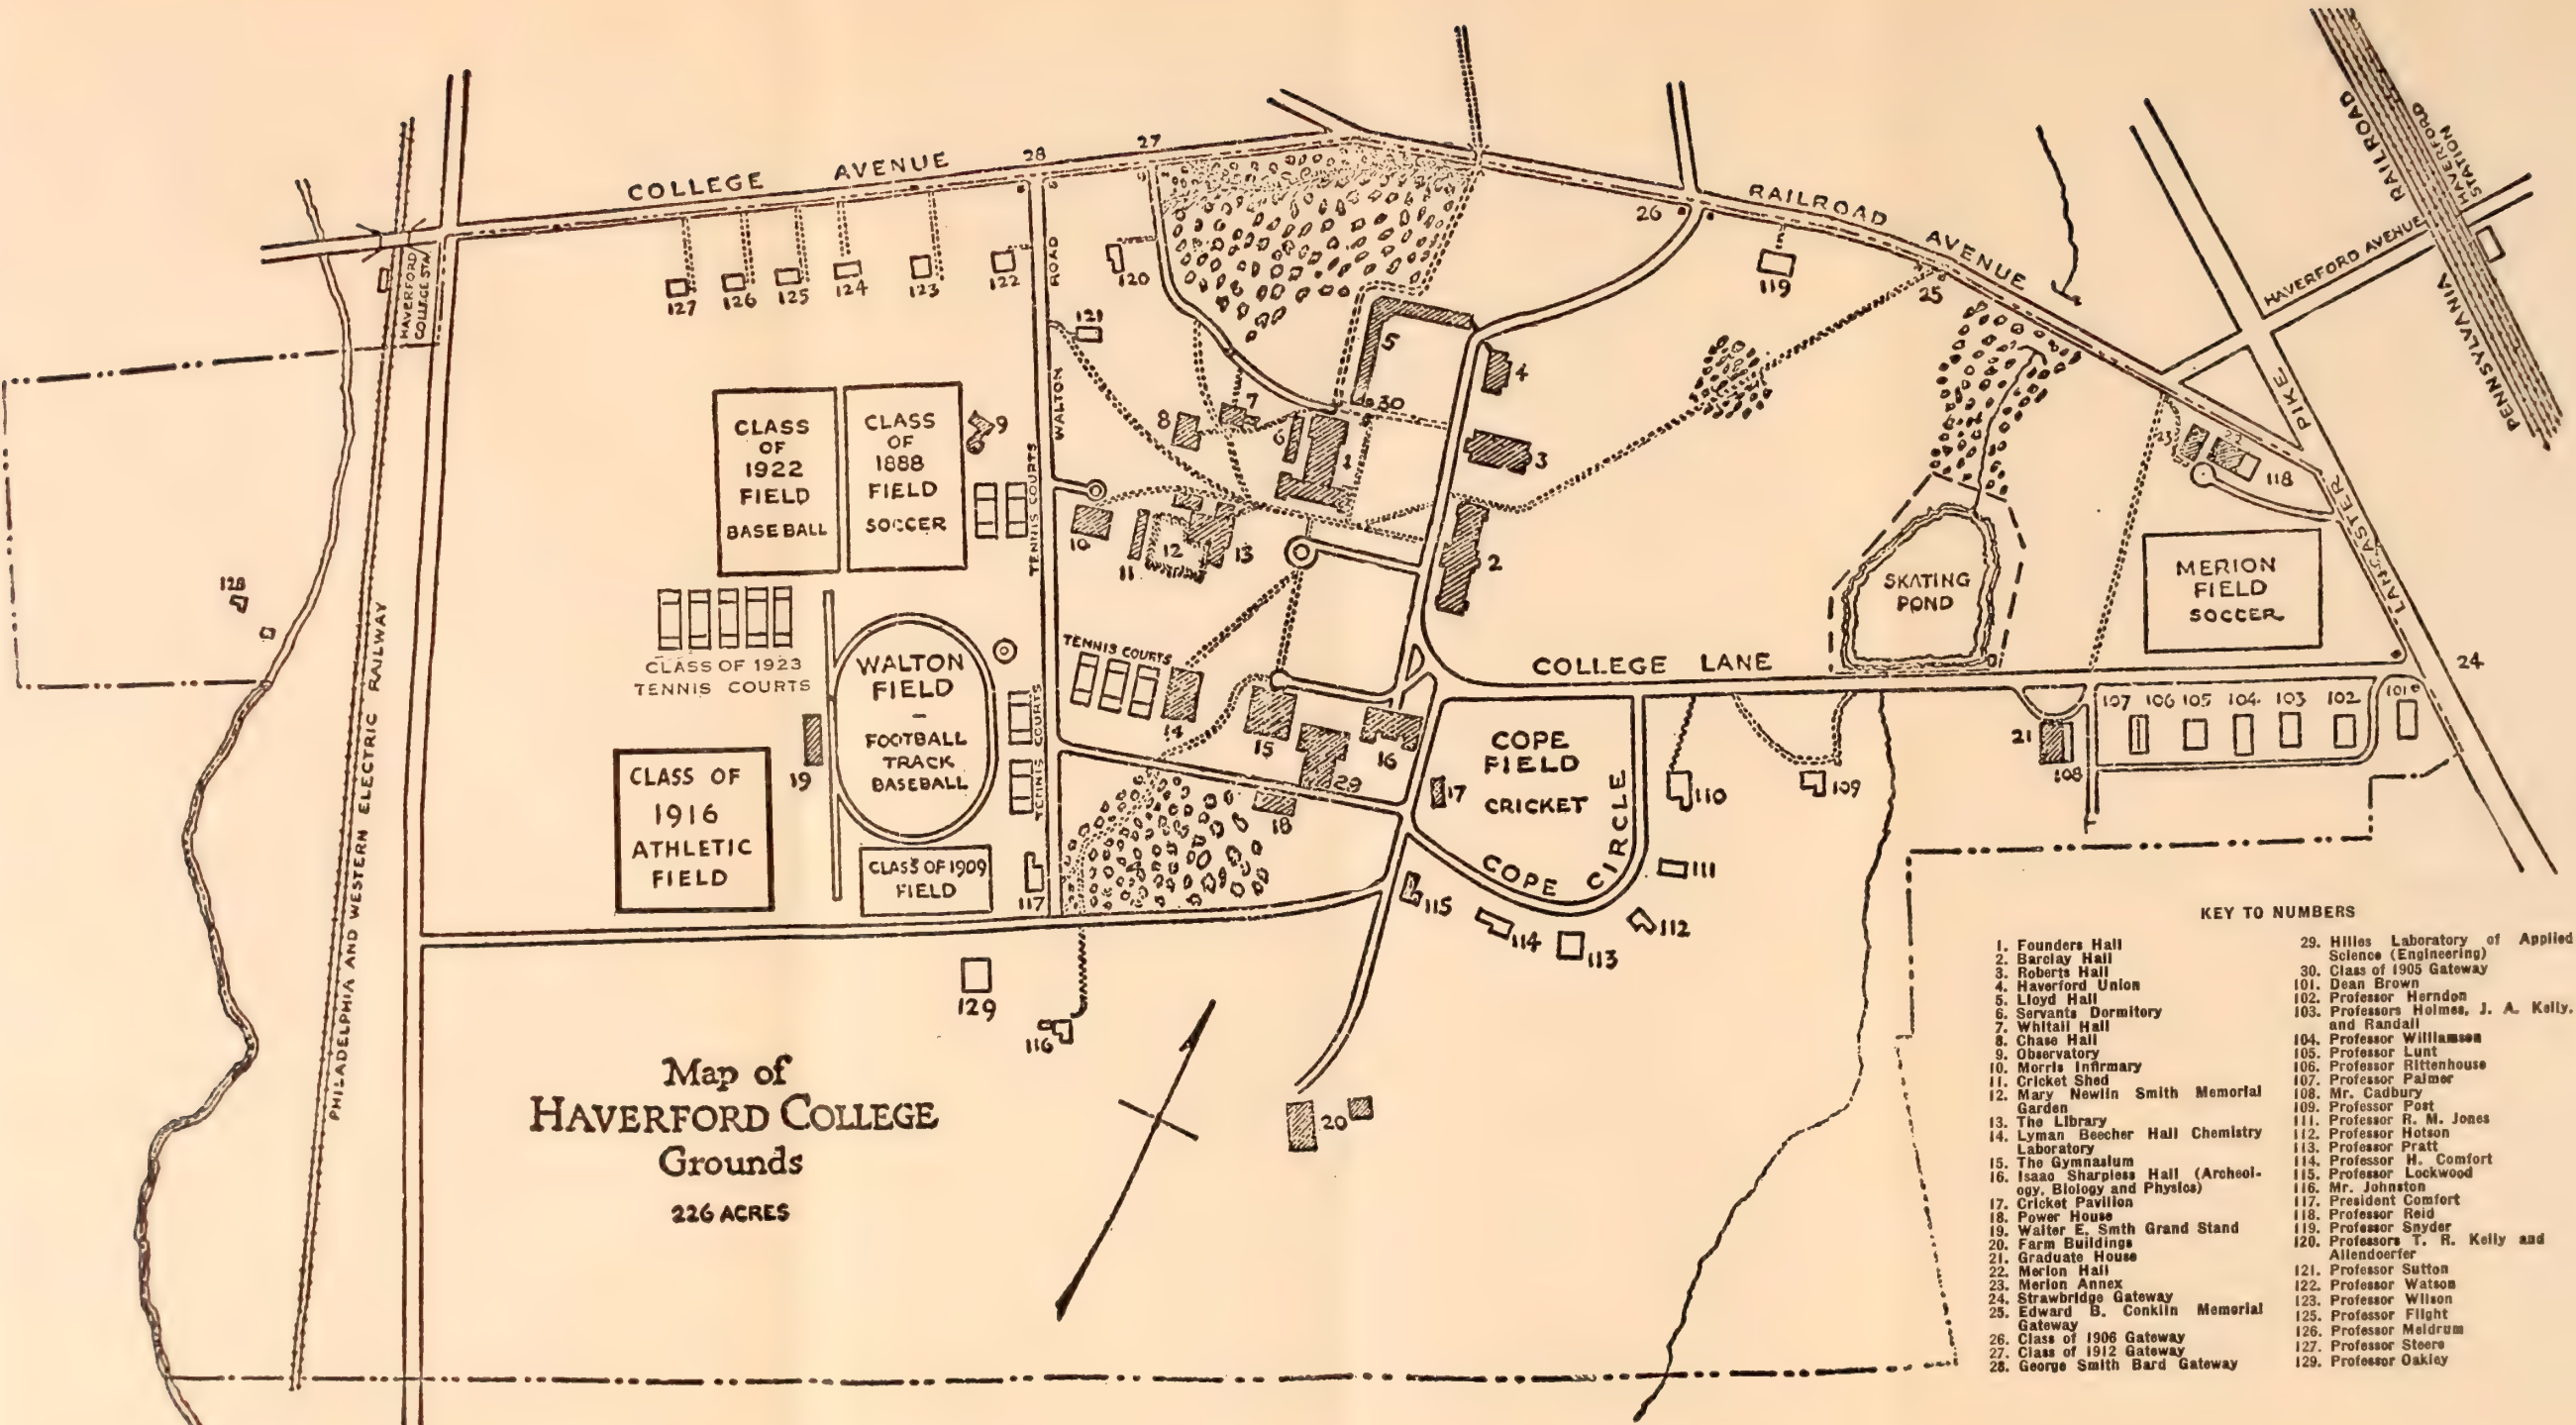 COLLEGE AVENUE
28
27
26
RAILROAD AVENUE
25
PENNSYLVANIA RAILROAD
HAVERFORD STATION
HAVERFORD AVENUE
LANCASTER PIKE
HAVERFORD
COLLEGE STA.
127
126
125
124
123
122
120
121
119
WALTON ROAD
5
4
30
7
8
6
1
3
9
CLASS
OF
1922
FIELD
BASEBALL
CLASS
OF
1888
FIELD
SOCCER
TENNIS COURTS
10
11
12
13
2
23
22
118
SKATING
POND
MERION
FIELD
SOCCER
128
CLASS OF 1923
TENNIS COURTS
WALTON
FIELD
FOOTBALL
TRACK
BASEBALL
TENNIS COURTS
TENNIS COURTS
14
15
16
29
18
17
19
COLLEGE LANE
24
107 106 105 104 103 102 101
21
108
109
110
111
112
113
114
115
COPE
FIELD
CRICKET
COPE CIRCLE
CLASS OF
1916
ATHLETIC
FIELD
CLASS OF 1909
FIELD
117
129
116
20
PHILADELPHIA AND WESTERN ELECTRIC RAILWAY
Map of
HAVERFORD COLLEGE
Grounds
226 ACRES
KEY TO NUMBERS
1. Founders Hall
2. Barclay Hall
3. Roberts Hall
4. Haverford Union
5. Lloyd Hall
6. Servants Dormitory
7. Whitall Hall
8. Chase Hall
9. Observatory
10. Morris Infirmary
11. Cricket Shed
12. Mary Newlin Smith Memorial
Garden
13. The Library
14. Lyman Beecher Hall Chemistry
Laboratory
15. The Gymnasium
16. Isaac Sharpless Hall (Archeol-
ogy, Biology and Physics)
17. Cricket Pavilion
18. Power House
19. Walter E. Smth Grand Stand
20. Farm Buildings
21. Graduate House
22. Merion Hall
23. Merion Annex
24. Strawbridge Gateway
25. Edward B. Conklin Memorial
Gateway
26. Class of 1906 Gateway
27. Class of 1912 Gateway
28. George Smith Bard Gateway
29. Hilles Laboratory of Applied
Science (Engineering)
30. Class of 1905 Gateway
101. Dean Brown
102. Professor Herndon
103. Professors Holmes, J. A. Kelly,
and Randall
104. Professor Williamson
105. Professor Lunt
106. Professor Rittenhouse
107. Professor Palmer
108. Mr. Cadbury
109. Professor Post
111. Professor R. M. Jones
112. Professor Hotson
113. Professor Pratt
114. Professor H. Comfort
115. Professor Lockwood
116. Mr. Johnston
117. President Comfort
118. Professor Reid
119. Professor Snyder
120. Professors T. R. Kelly and
Allendoerfer
121. Professor Sutton
122. Professor Watson
123. Professor Wilson
125. Professor Flight
126. Professor Meldrum
127. Professor Steere
129. Professor Oakley